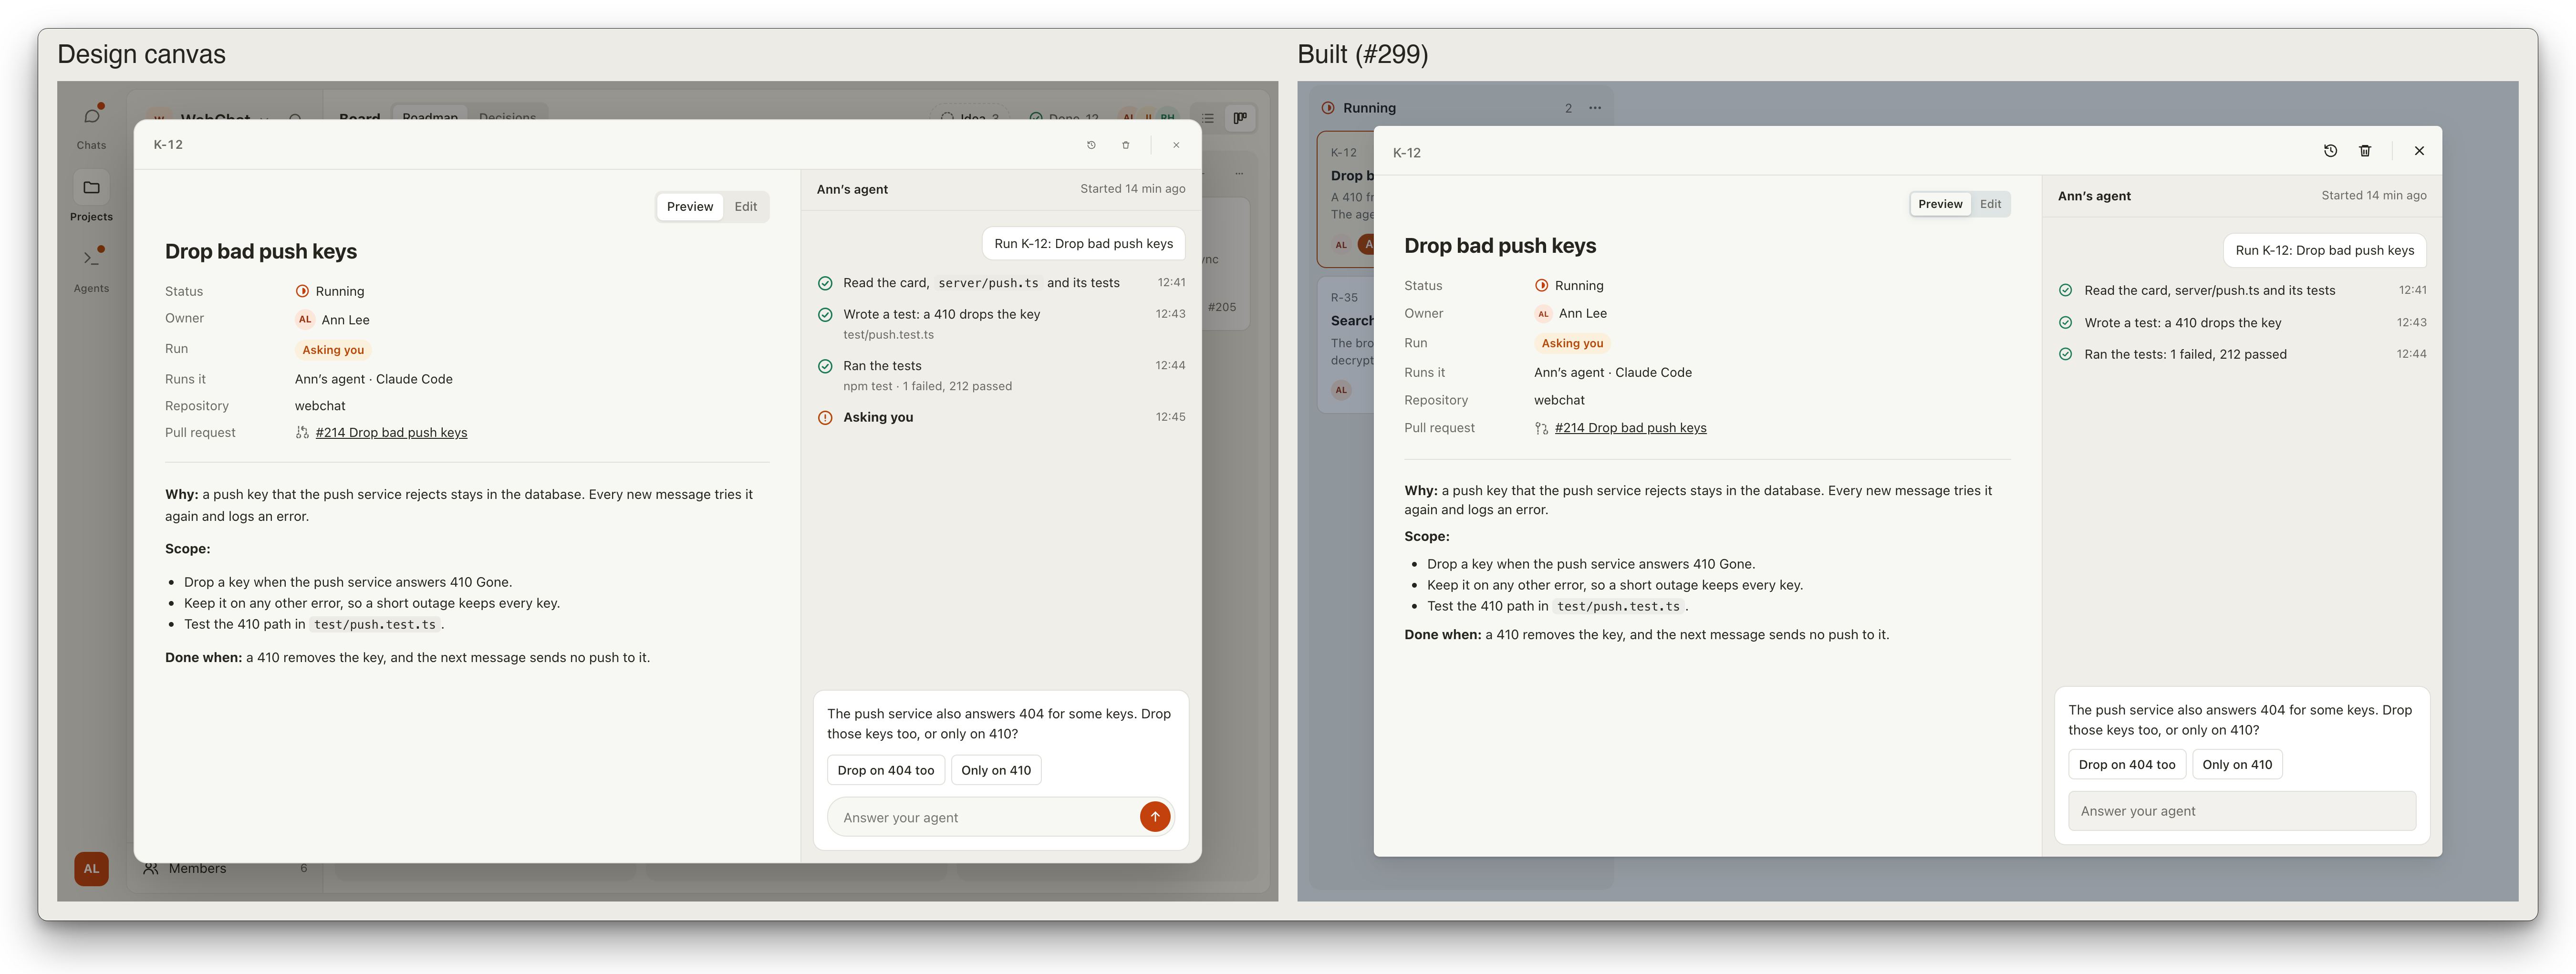 Design canvas
Chats
Projects
Agents
AL
WebChat
Board Roadmap Decisions
Idea 3 Done 12 AL RH
#205
Members 6
K-12
Preview Edit
Drop bad push keys
Status Running
Owner AL Ann Lee
Run Asking you
Runs it Ann's agent · Claude Code
Repository webchat
Pull request #214 Drop bad push keys
Why: a push key that the push service rejects stays in the database. Every new message tries it
again and logs an error.
Scope:
• Drop a key when the push service answers 410 Gone.
• Keep it on any other error, so a short outage keeps every key.
• Test the 410 path in test/push.test.ts.
Done when: a 410 removes the key, and the next message sends no push to it.
Ann's agent Started 14 min ago
Run K-12: Drop bad push keys
Read the card, server/push.ts and its tests 12:41
Wrote a test: a 410 drops the key 12:43
test/push.test.ts
Ran the tests 12:44
npm test · 1 failed, 212 passed
Asking you 12:45
The push service also answers 404 for some keys. Drop
those keys too, or only on 410?
Drop on 404 too Only on 410
Answer your agent
Built (#299)
Running 2 ...
K-12
Drop b
A 410 fr
The age
AL A
R-35
Search
The bro
decrypt
AL
K-12
Preview Edit
Drop bad push keys
Status Running
Owner AL Ann Lee
Run Asking you
Runs it Ann's agent · Claude Code
Repository webchat
Pull request #214 Drop bad push keys
Why: a push key that the push service rejects stays in the database. Every new message tries it
again and logs an error.
Scope:
• Drop a key when the push service answers 410 Gone.
• Keep it on any other error, so a short outage keeps every key.
• Test the 410 path in test/push.test.ts.
Done when: a 410 removes the key, and the next message sends no push to it.
Ann's agent Started 14 min ago
Run K-12: Drop bad push keys
Read the card, server/push.ts and its tests 12:41
Wrote a test: a 410 drops the key 12:43
Ran the tests: 1 failed, 212 passed 12:44
The push service also answers 404 for some keys. Drop
those keys too, or only on 410?
Drop on 404 too Only on 410
Answer your agent